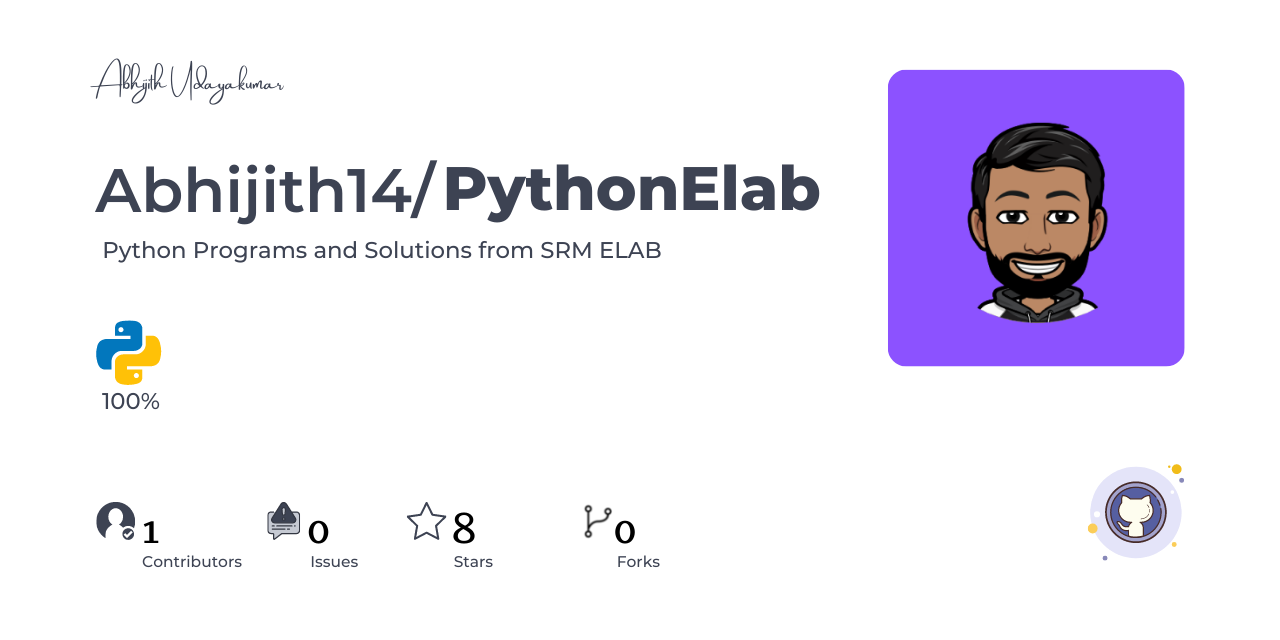 Abhijith Udayakumar
Abhijith14/PythonElab
Python Programs and Solutions from SRM ELAB
100%
1 0 8 0
Contributors Issues Stars Forks